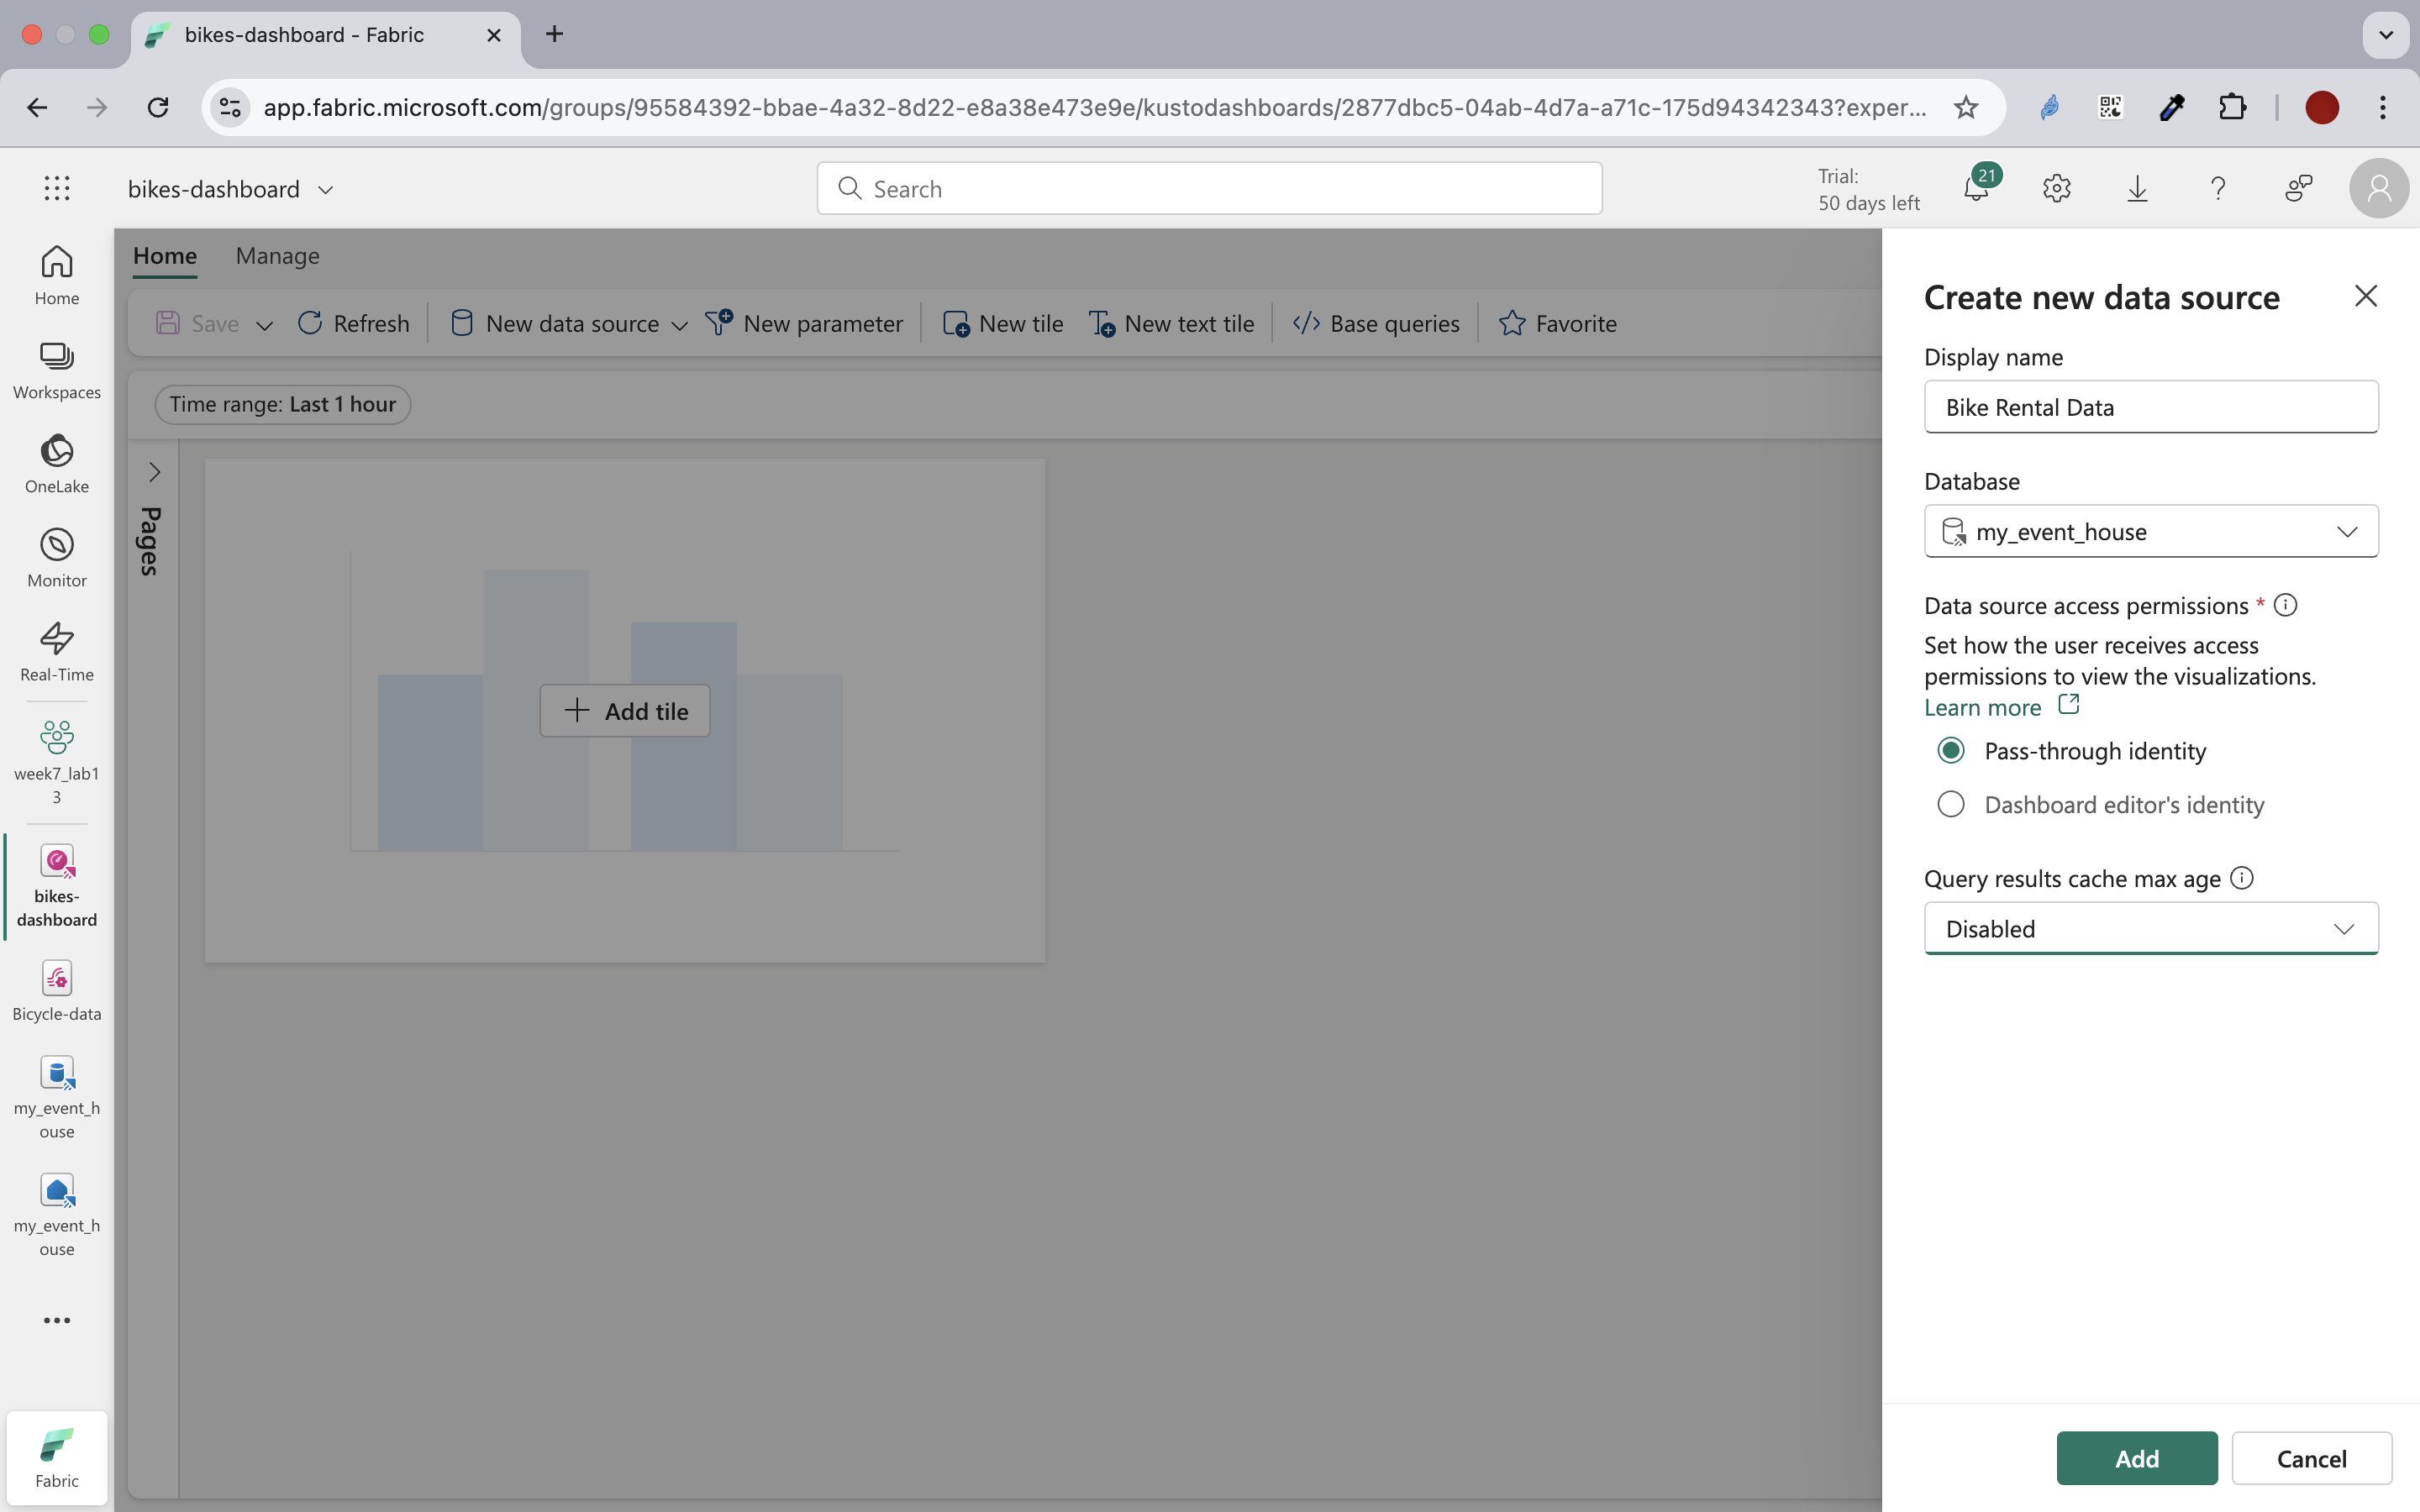 bikes-dashboard - Fabric
app.fabric.microsoft.com/groups/95584392-bbae-4a32-8d22-e8a38e473e9e/kustodashboards/2877dbc5-04ab-4d7a-a71c-175d94342343?exper...
bikes-dashboard
Search
Trial:
50 days left
21
Home
Workspaces
OneLake
Monitor
Real-Time
week7_lab1
3
bikes-
dashboard
Bicycle-data
my_event_h
ouse
my_event_h
ouse
Fabric
Home
Manage
Save
Refresh
New data source
New parameter
New tile
New text tile
Base queries
Favorite
Time range: Last 1 hour
Pages
Add tile
Create new data source
Display name
Bike Rental Data
Database
my_event_house
Data source access permissions *
Set how the user receives access
permissions to view the visualizations.
Learn more
Pass-through identity
Dashboard editor's identity
Query results cache max age
Disabled
Add
Cancel